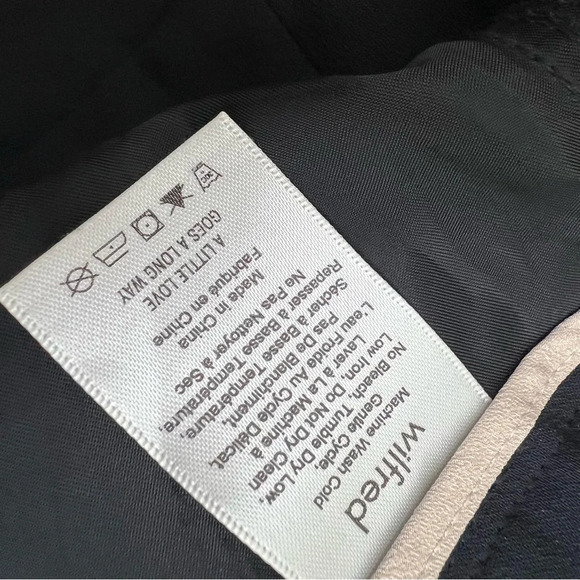 wilfred
Machine Wash Cold
Gentle Cycle,
No Bleach, Tumble Dry Low,
Low Iron, Do Not Dry Clean
Laver à La Machine à
L'eau Froide Au Cycle Délicat,
Pas De Blanchiment,
Sécher à Basse Température,
Repasser à Basse Température,
Ne Pas Nettoyer à Sec
Made in China
Fabriqué en Chine
A LITTLE LOVE
GOES A LONG WAY